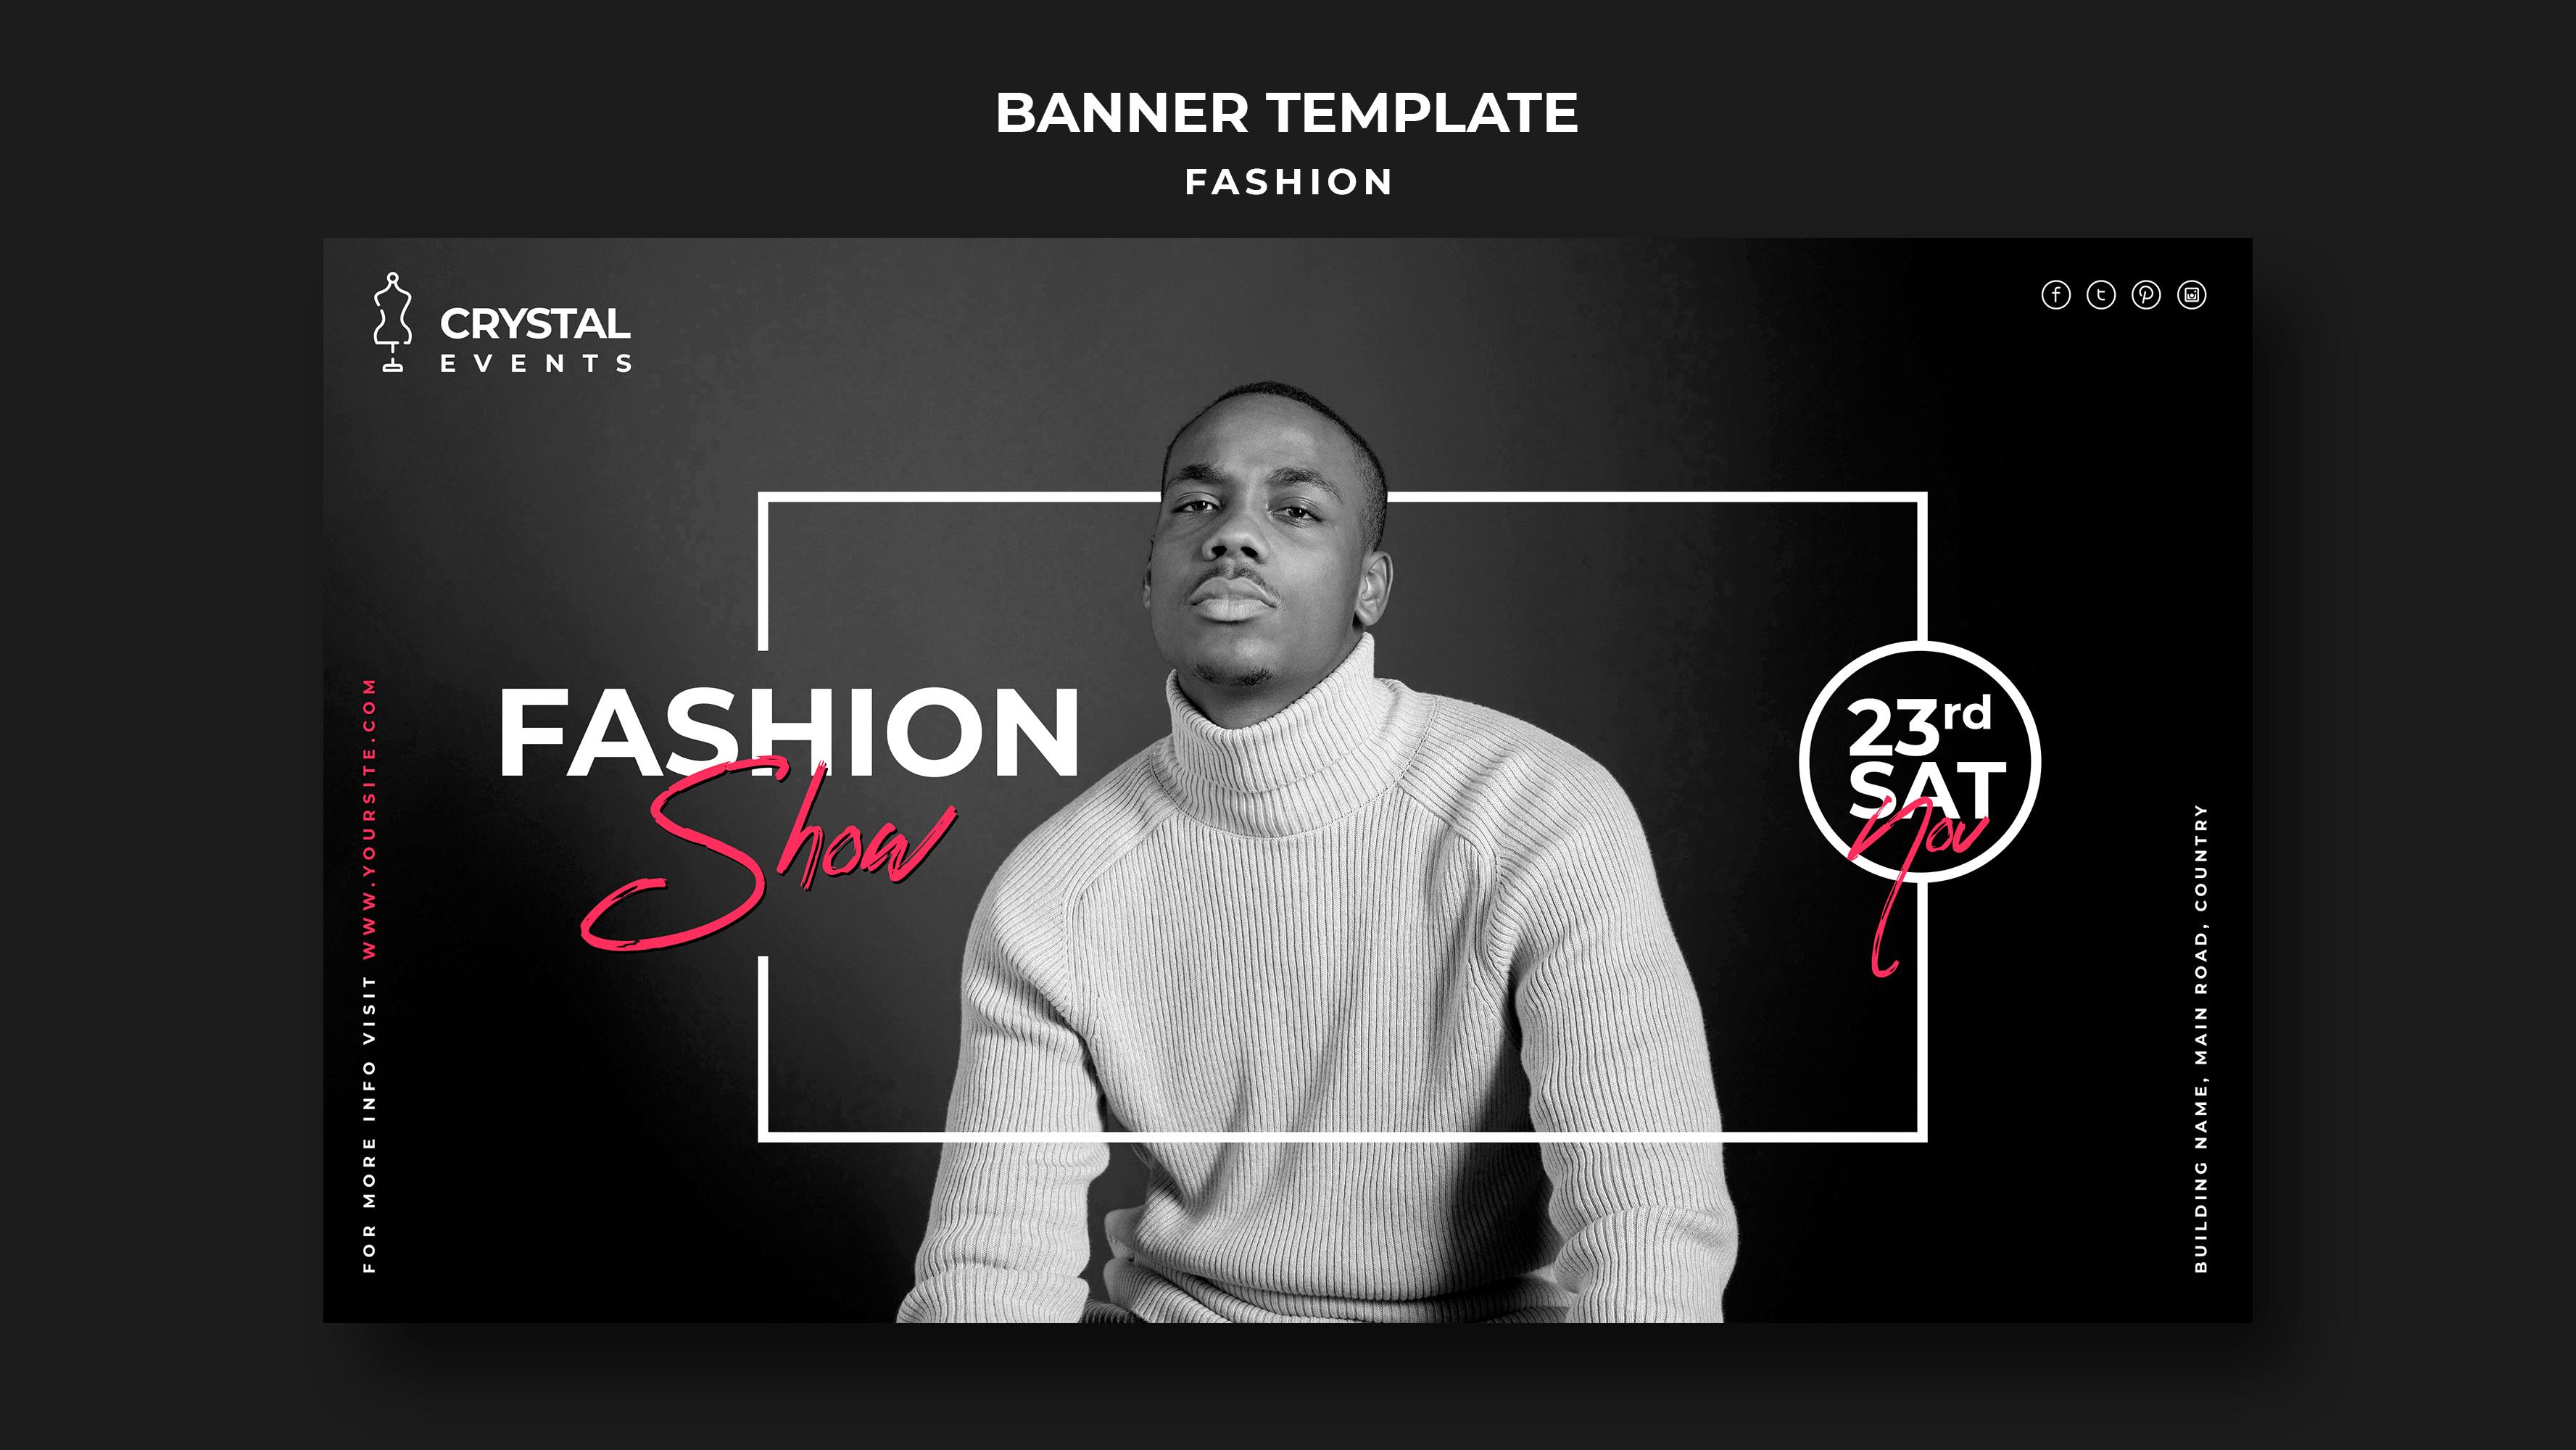 BANNER TEMPLATE
FASHION
CRYSTAL
EVENTS
FASHION
Show
23rd
SAT
Nov
FOR MORE INFO VISIT WWW.YOURSITE.COM
BUILDING NAME, MAIN ROAD, COUNTRY